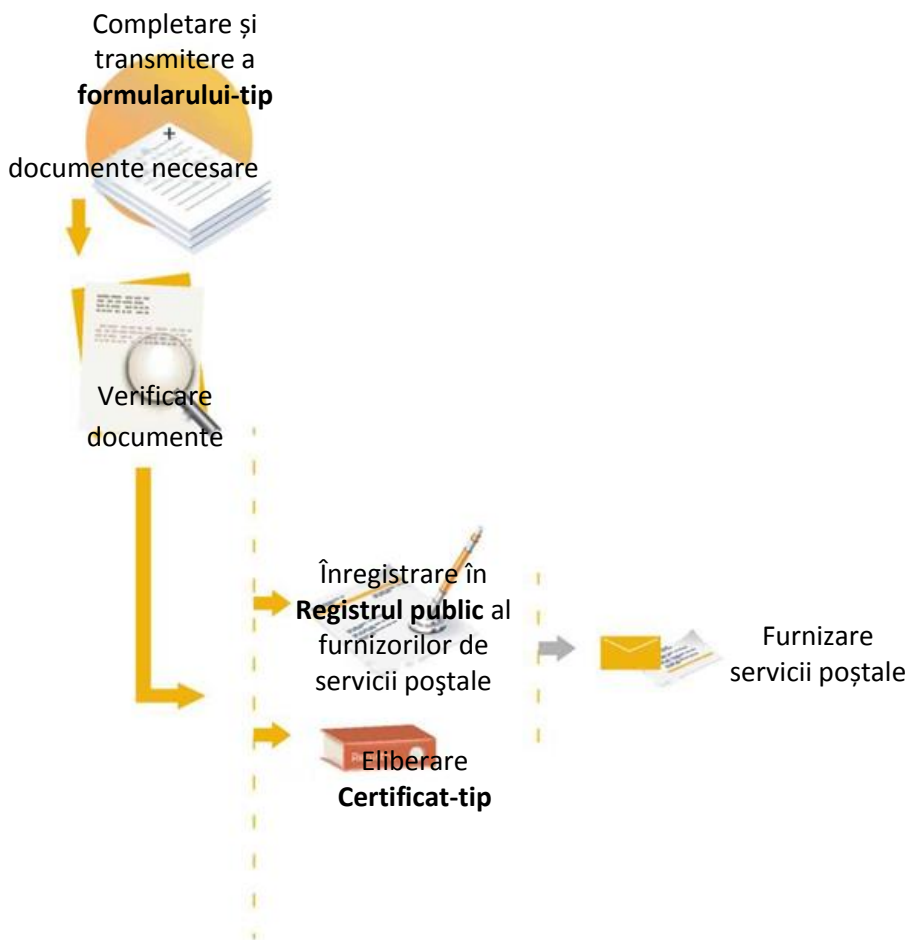 Completare și
transmitere a
formularului-tip
+
documente necesare
Verificare
documente
Înregistrare în
Registrul public al
furnizorilor de
servicii poştale
Eliberare
Certificat-tip
Furnizare
servicii poștale